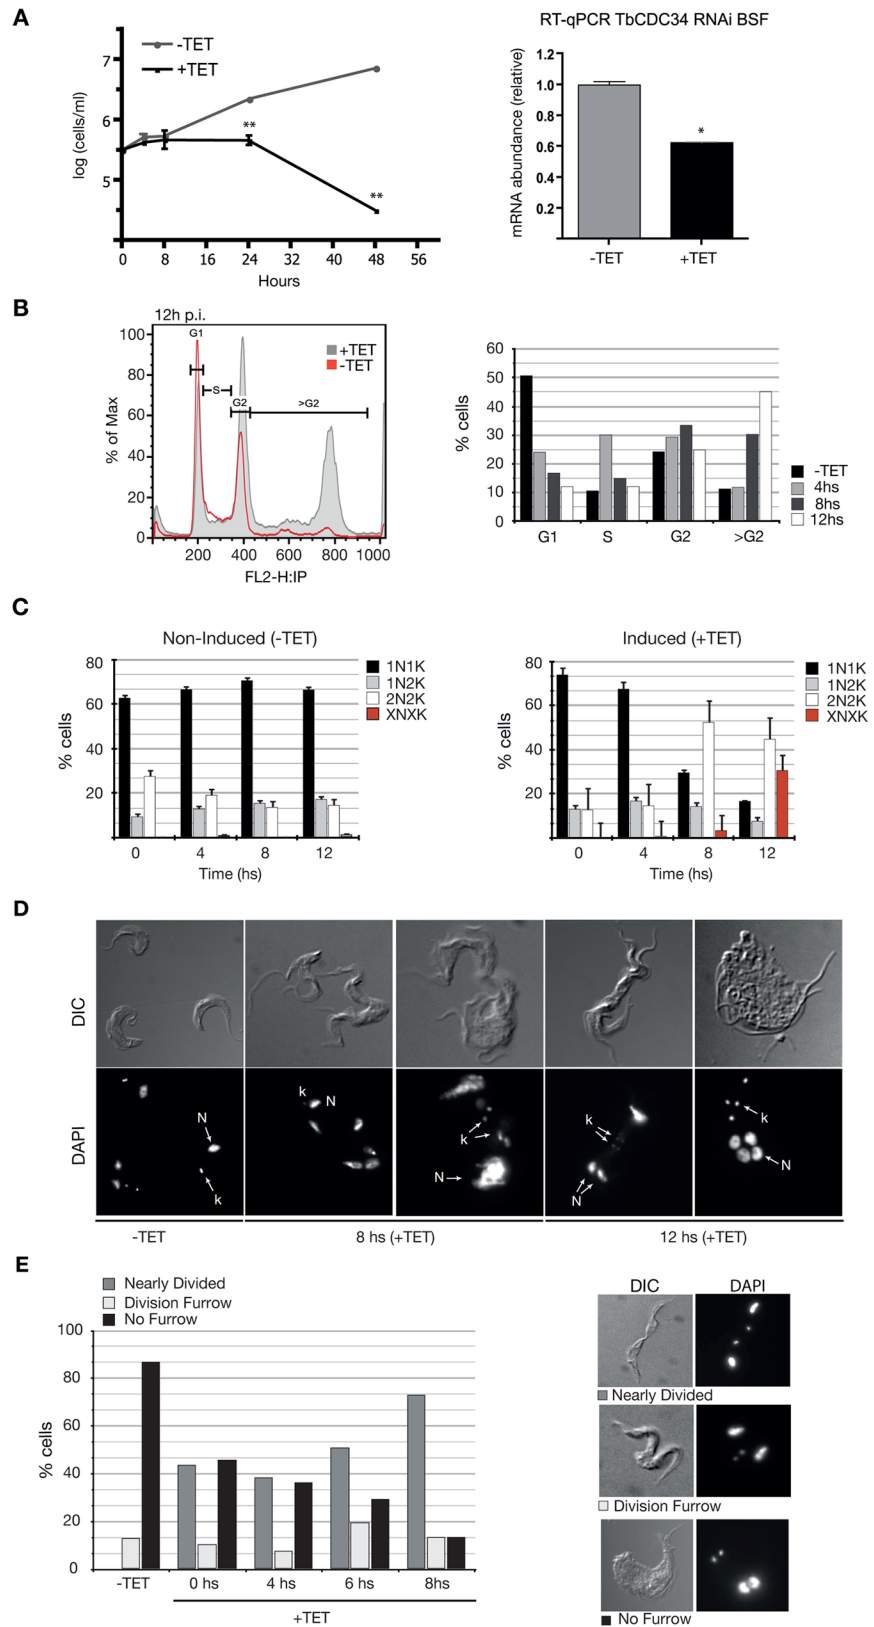 A
RT-qPCR TbCDC34 RNAi BSF
-TET
+TET
log (cells/ml)
7
6
5
**
**
0 8 16 24 32 40 48 56
Hours
mRNA abundance (relative)
1.2
1.0
0.8
0.6
0.4
0.2
*
-TET +TET
B
12h p.i.
G1
S
G2
>G2
+TET
-TET
% of Max
100
80
60
40
20
0
200 400 600 800 1000
FL2-H:IP
% cells
60
50
40
30
20
10
0
G1 S G2 >G2
-TET
4hs
8hs
12hs
C
Non-Induced (-TET)
% cells
80
60
40
20
0 4 8 12
Time (hs)
1N1K
1N2K
2N2K
XNXK
Induced (+TET)
% cells
80
60
40
20
0 4 8 12
Time (hs)
1N1K
1N2K
2N2K
XNXK
D
DIC
DAPI
N
k
k
N
k
N
k
N
k
N
-TET
8 hs (+TET)
12 hs (+TET)
E
Nearly Divided
Division Furrow
No Furrow
% cells
100
80
60
40
20
0
-TET 0 hs 4 hs 6 hs 8hs
+TET
DIC DAPI
Nearly Divided
Division Furrow
No Furrow